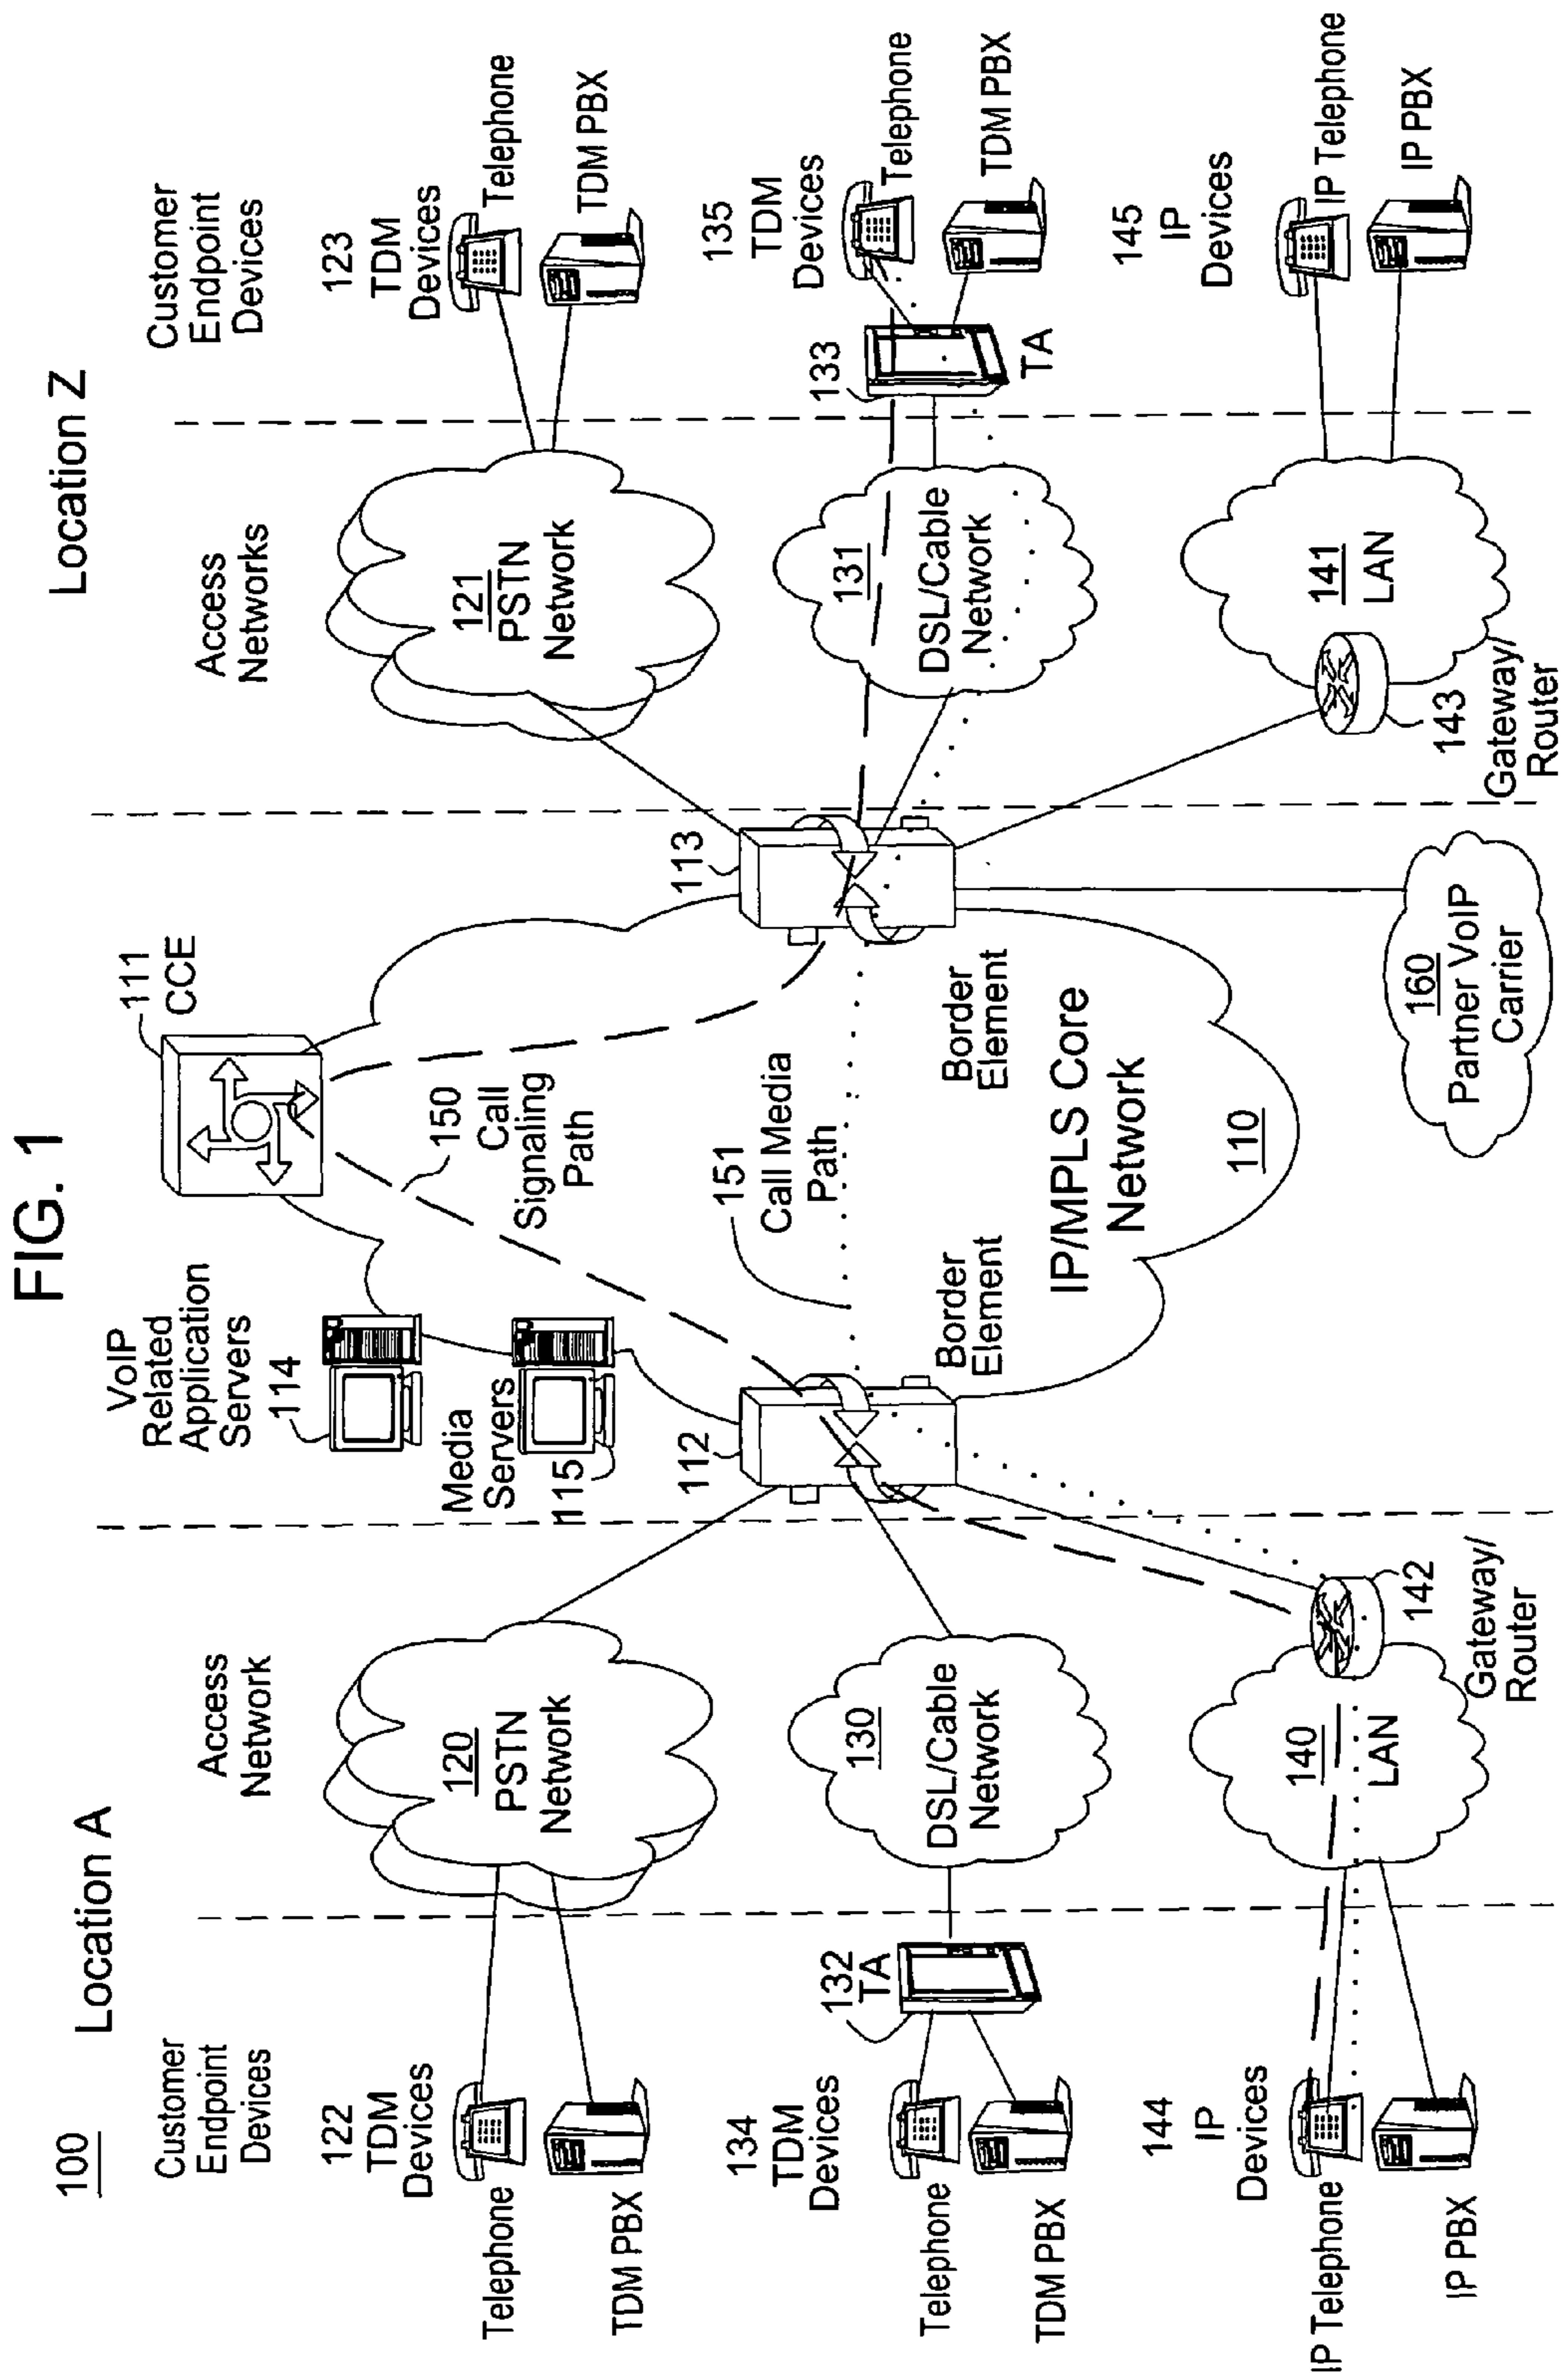 FIG. 1
100
Location A
Location Z
Customer
Endpoint
Devices
Access
Network
VoIP
Related
Application
Servers
114
111
CCE
Access
Networks
Customer
Endpoint
Devices
122
TDM
Devices
Telephone
TDM PBX
120
PSTN
Network
Media
Servers
115
150
Call
Signaling
Path
121
PSTN
Network
123
TDM
Devices
Telephone
TDM PBX
134
TDM
Devices
Telephone
TDM PBX
132
TA
130
DSL/Cable
Network
112
Border
Element
151
Call Media
Path
113
Border
Element
131
DSL/Cable
Network
133
TA
135
TDM
Devices
Telephone
TDM PBX
IP/MPLS Core
Network
110
144
IP
Devices
IP Telephone
IP PBX
140
LAN
142
Gateway/
Router
160
Partner VoIP
Carrier
143
Gateway/
Router
141
LAN
145
IP
Devices
IP Telephone
IP PBX